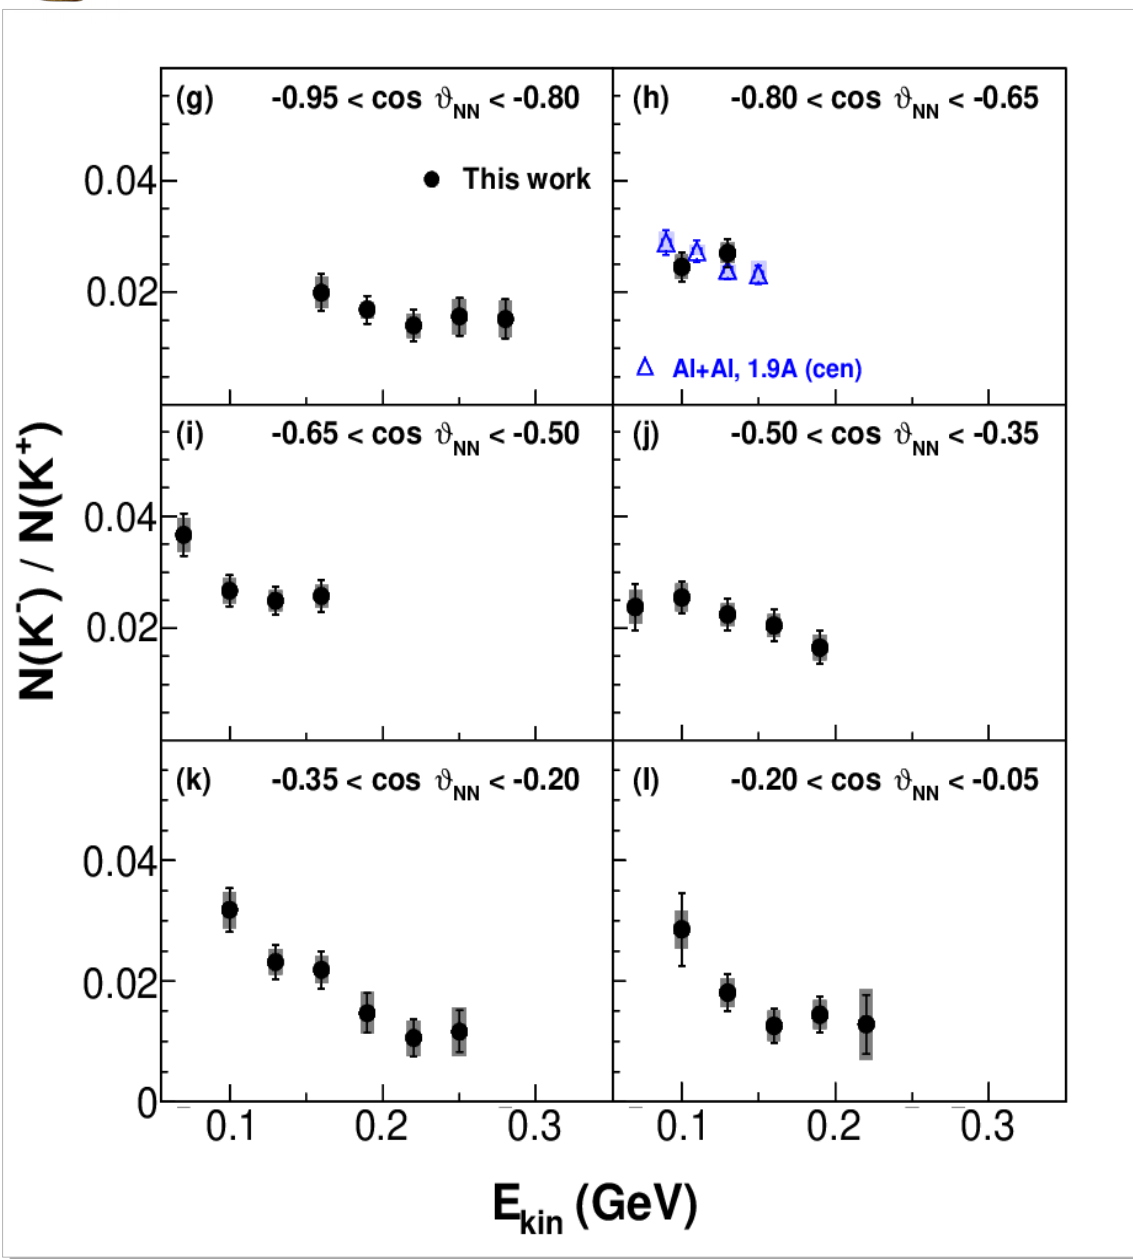 (g) -0.95 < cos ϑNN < -0.80
(h) -0.80 < cos ϑNN < -0.65
0.04
This work
0.02
Al+Al, 1.9A (cen)
(i) -0.65 < cos ϑNN < -0.50
(j) -0.50 < cos ϑNN < -0.35
0.04
0.02
N(K-) / N(K+)
(k) -0.35 < cos ϑNN < -0.20
(l) -0.20 < cos ϑNN < -0.05
0.04
0.02
0
0.1 0.2 0.3 0.1 0.2 0.3
Ekin (GeV)